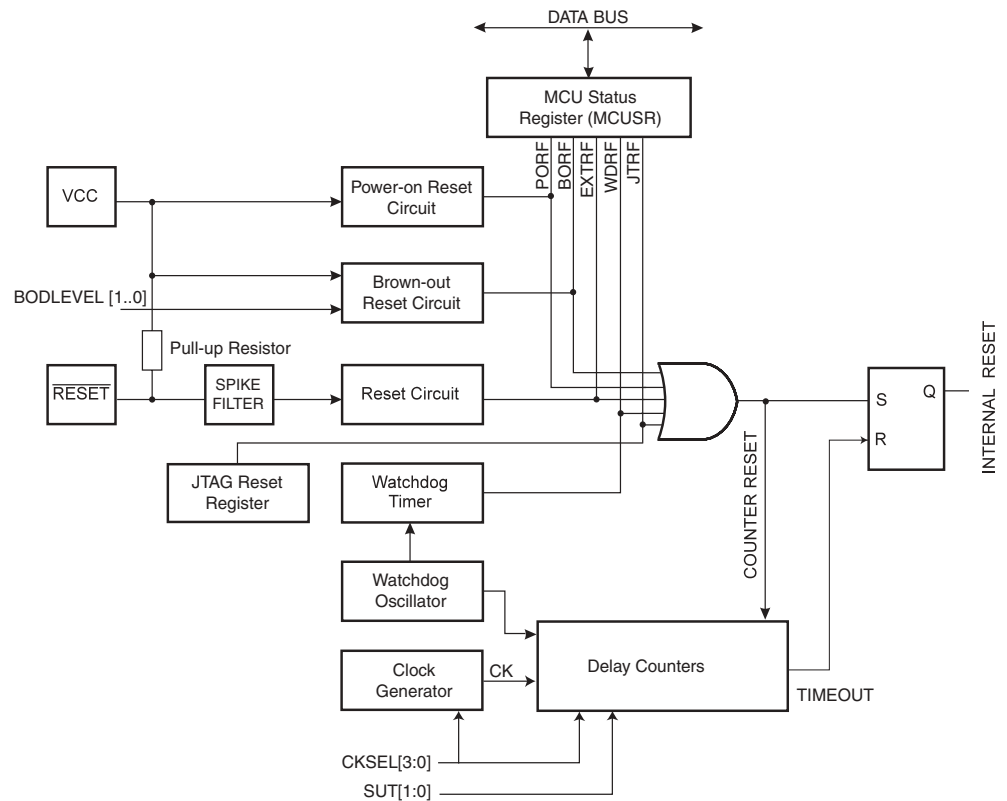 DATA BUS
MCU Status
Register (MCUSR)
PORF
BORF
EXTRF
WDRF
JTRF
VCC
Power-on Reset
Circuit
Brown-out
Reset Circuit
BODLEVEL [1..0]
Pull-up Resistor
RESET
SPIKE
FILTER
Reset Circuit
JTAG Reset
Register
Watchdog
Timer
Watchdog
Oscillator
Clock
Generator
CK
Delay Counters
CKSEL[3:0]
SUT[1:0]
COUNTER RESET
TIMEOUT
S
R
Q
INTERNAL RESET